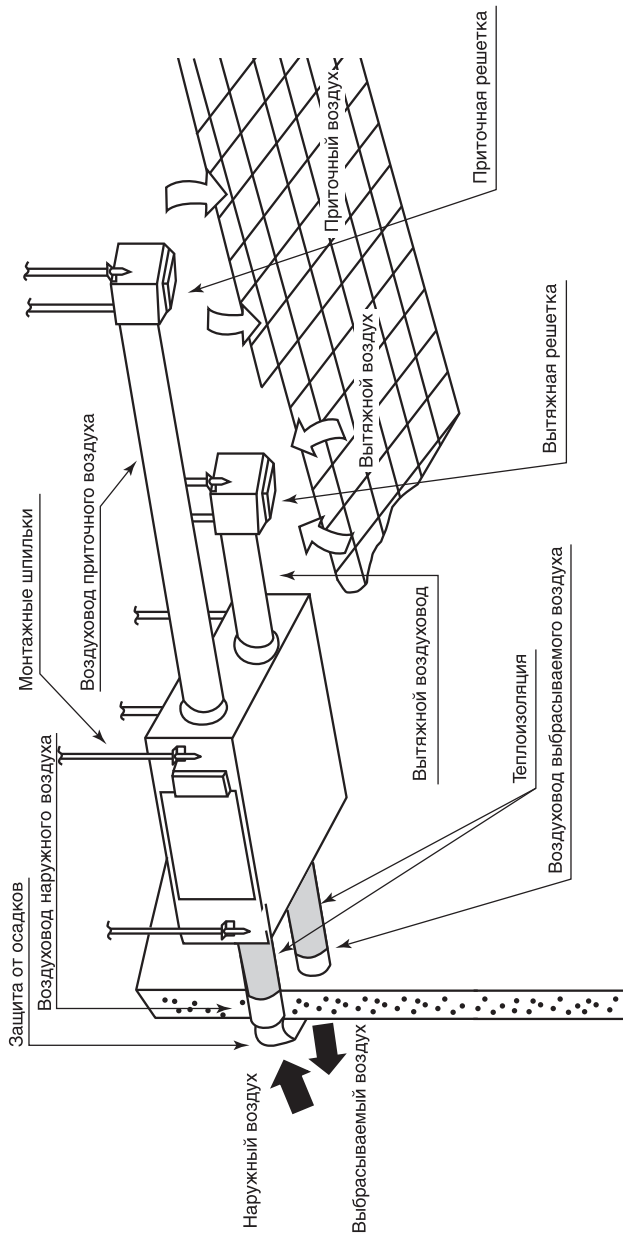 Защита от осадков
Воздуховод наружного воздуха
Монтажные шпильки
Воздуховод приточного воздуха
Наружный воздух
Выбрасываемый воздух
Приточный воздух
Вытяжной воздух
Приточная решетка
Вытяжная решетка
Вытяжной воздуховод
Теплоизоляция
Воздуховод выбрасываемого воздуха